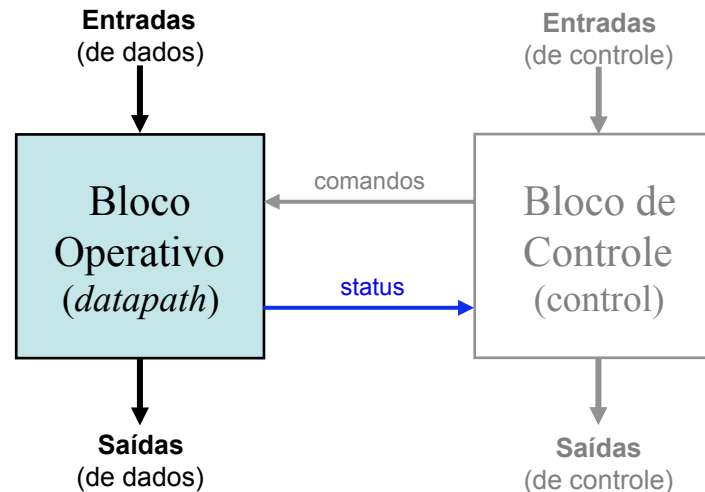 Entradas
(de dados)
Entradas
(de controle)
Bloco
Operativo
(datapath)
comandos
status
Bloco de
Controle
(control)
Saídas
(de dados)
Saídas
(de controle)